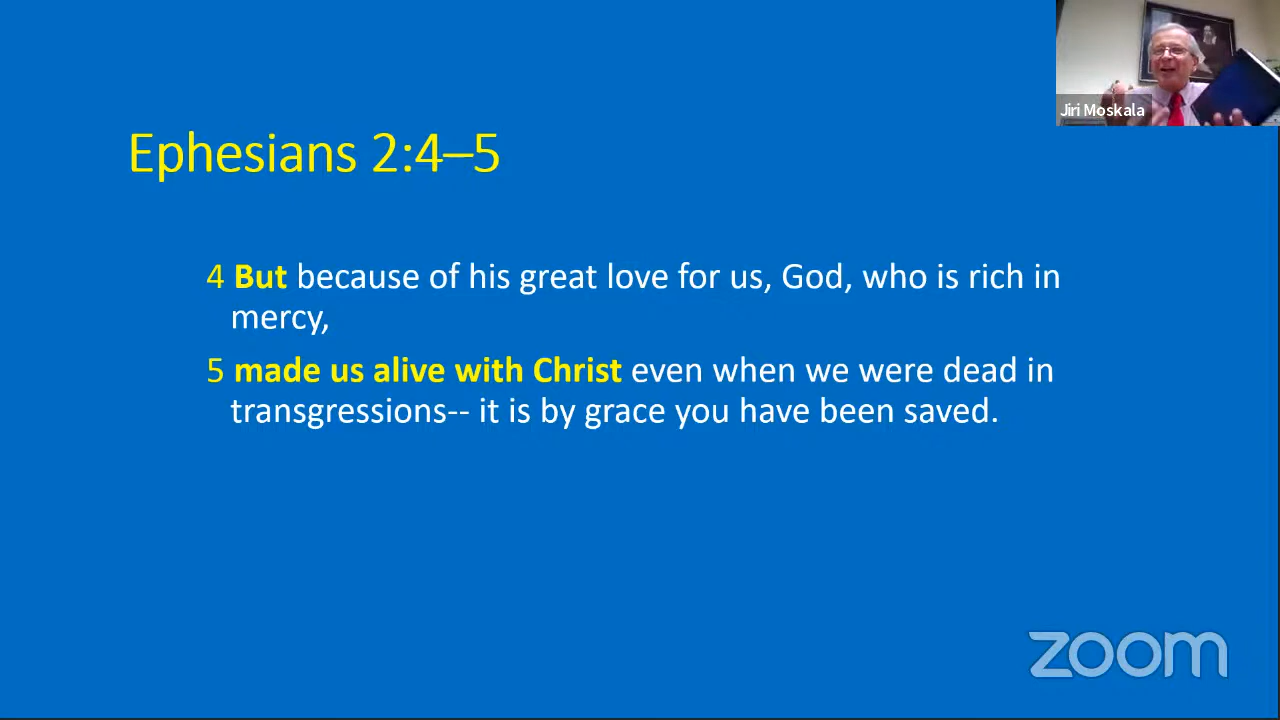 Jiri Moskala
Ephesians 2:4–5
4 But because of his great love for us, God, who is rich in
mercy,
5 made us alive with Christ even when we were dead in
transgressions-- it is by grace you have been saved.
zoom